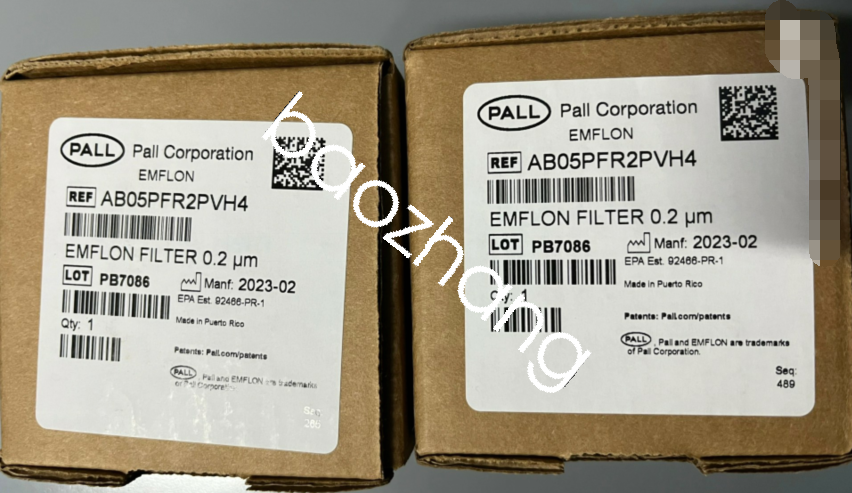 PALL Pall Corporation
EMFLON
REF AB05PFR2PVH4
EMFLON FILTER 0.2 µm
LOT PB7086 Manf: 2023-02
EPA Est. 92466-PR-1
Qty: 1
Made in Puerto Rico
Patents: Pall.com/patents
PALL, Pall and EMFLON are trademarks
of Pall Corporation.
PALL Pall Corporation
EMFLON
REF AB05PFR2PVH4
EMFLON FILTER 0.2 µm
LOT PB7086 Manf: 2023-02
EPA Est. 92466-PR-1
Qty: 1
Made in Puerto Rico
Patents: Pall.com/patents
PALL, Pall and EMFLON are trademarks
of Pall Corporation.
Seq:
489
baozhang